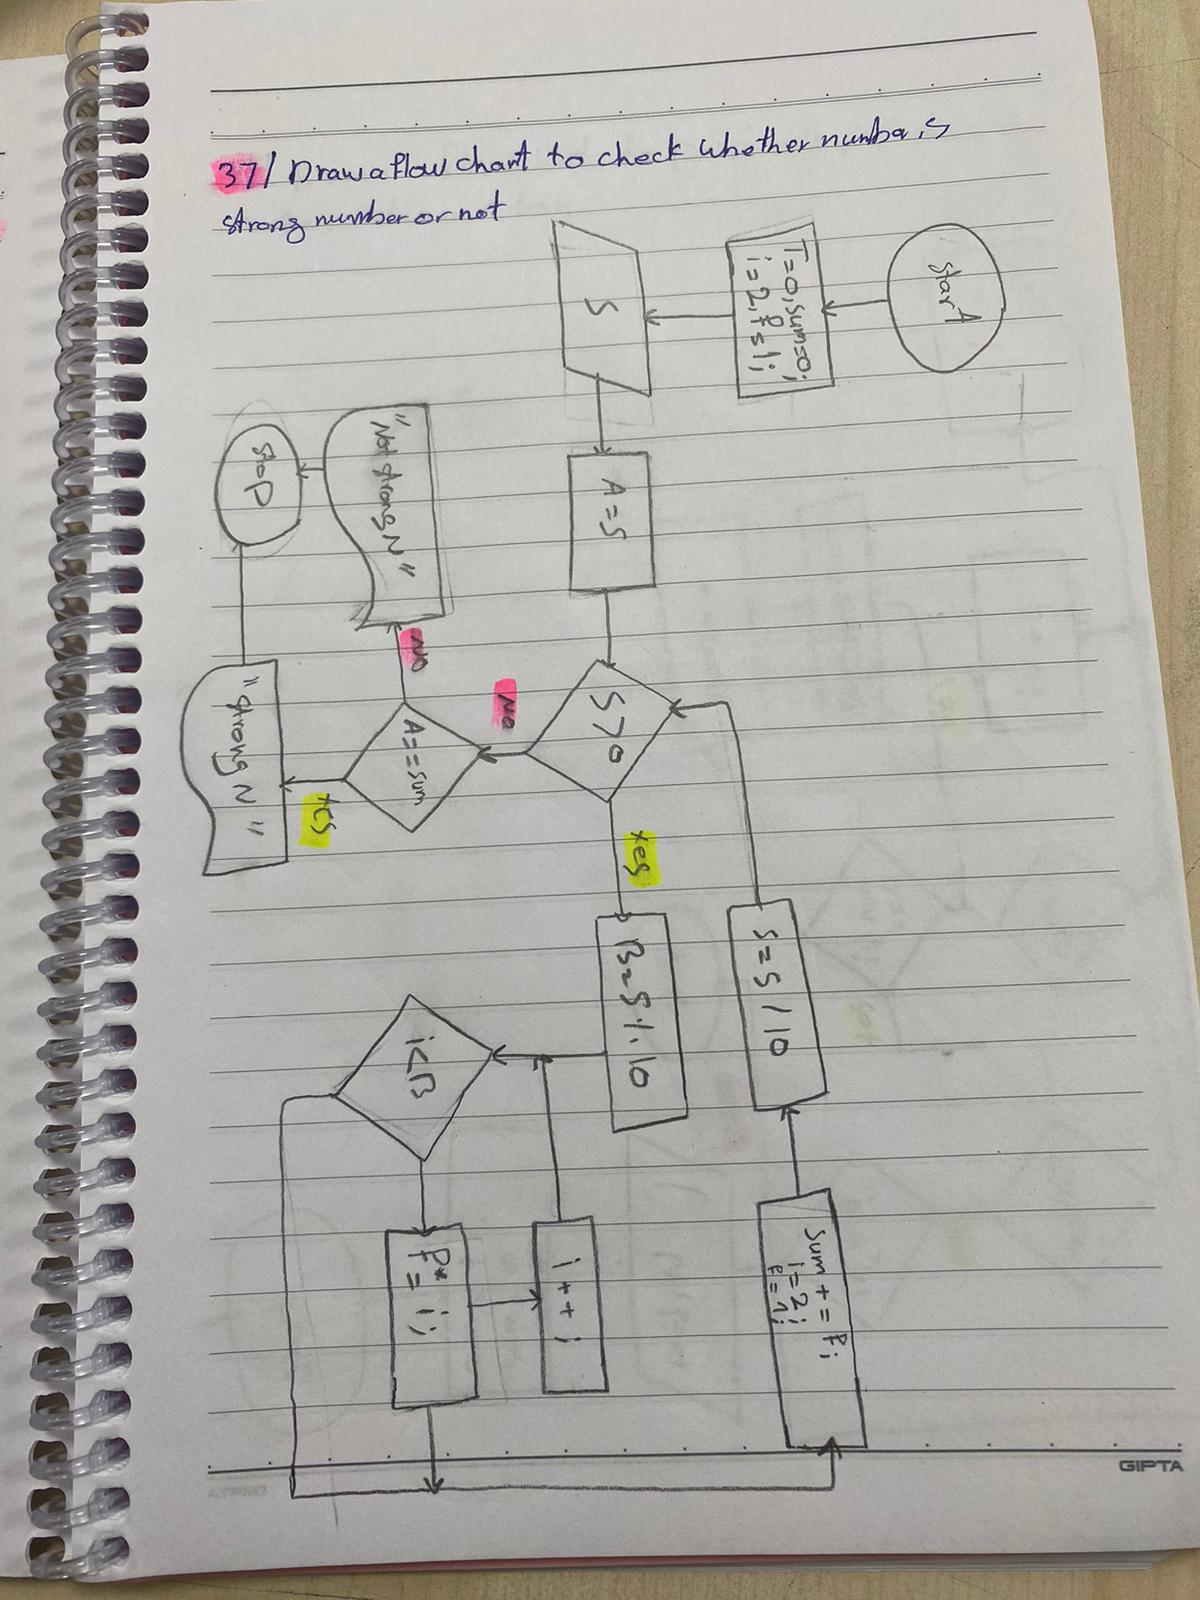 37/ Draw a flow chart to check whether number is
strong number or not
Start
T=0, sum=0;
i=2, f=1;
S
A=S
S>0
Yes
B=S%10
i<B
f*=i;
i++;
sum+=f;
i=2;
f=1;
S=S/10
No
A==sum
No
"Not strong N"
Yes
"strong N"
Stop
GIPTA